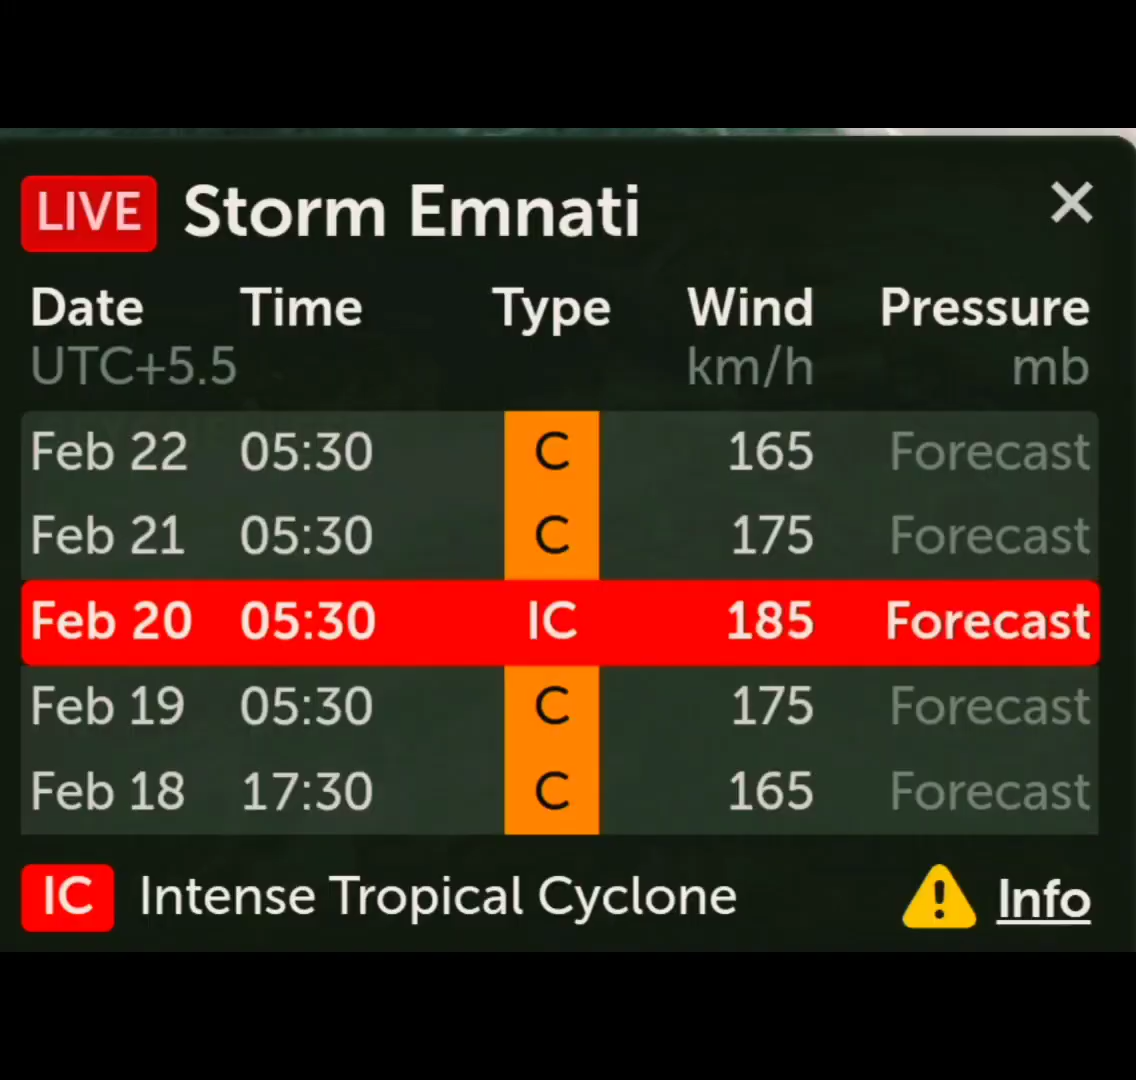 LIVE Storm Emnati ×
Date Time Type Wind Pressure
UTC+5.5 km/h mb
Feb 22 05:30 C 165 Forecast
Feb 21 05:30 C 175 Forecast
Feb 20 05:30 IC 185 Forecast
Feb 19 05:30 C 175 Forecast
Feb 18 17:30 C 165 Forecast
IC Intense Tropical Cyclone ! Info